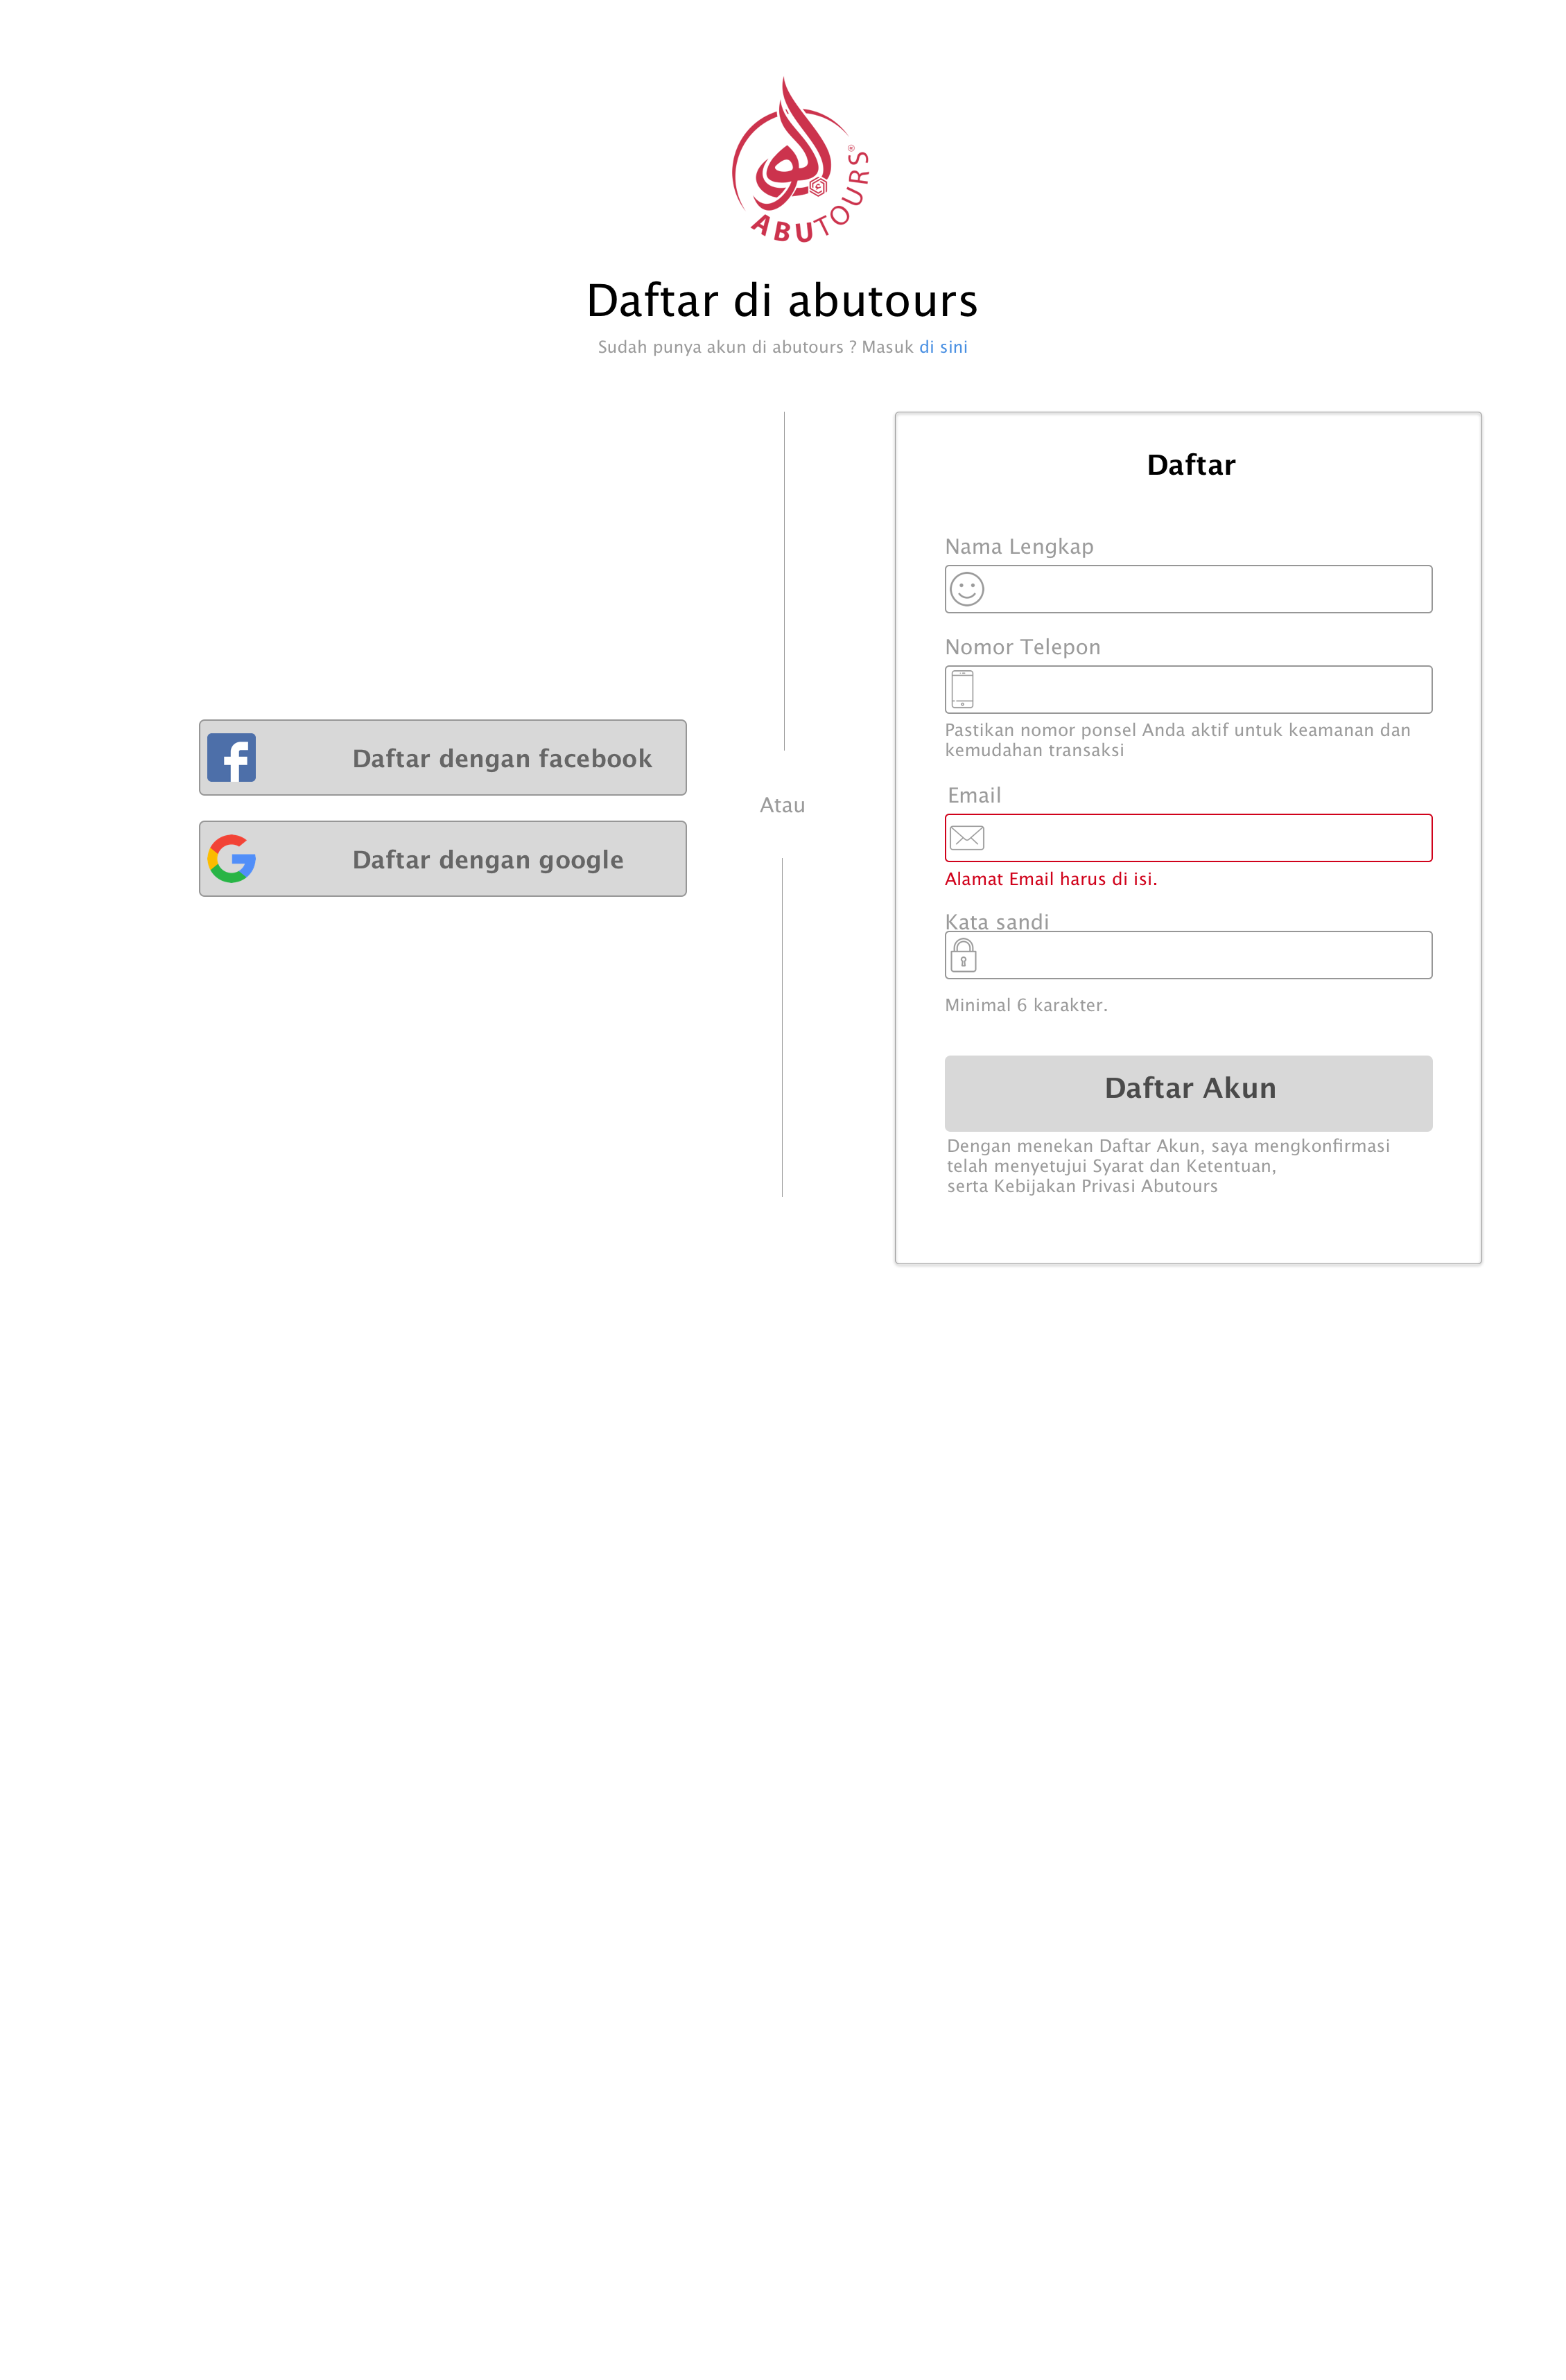 ABUTOURS®
Daftar di abutours
Sudah punya akun di abutours ? Masuk di sini
Daftar dengan facebook
Daftar dengan google
Atau
Daftar
Nama Lengkap
Nomor Telepon
Pastikan nomor ponsel Anda aktif untuk keamanan dan
kemudahan transaksi
Email
Alamat Email harus di isi.
Kata sandi
Minimal 6 karakter.
Daftar Akun
Dengan menekan Daftar Akun, saya mengkonfirmasi
telah menyetujui Syarat dan Ketentuan,
serta Kebijakan Privasi Abutours